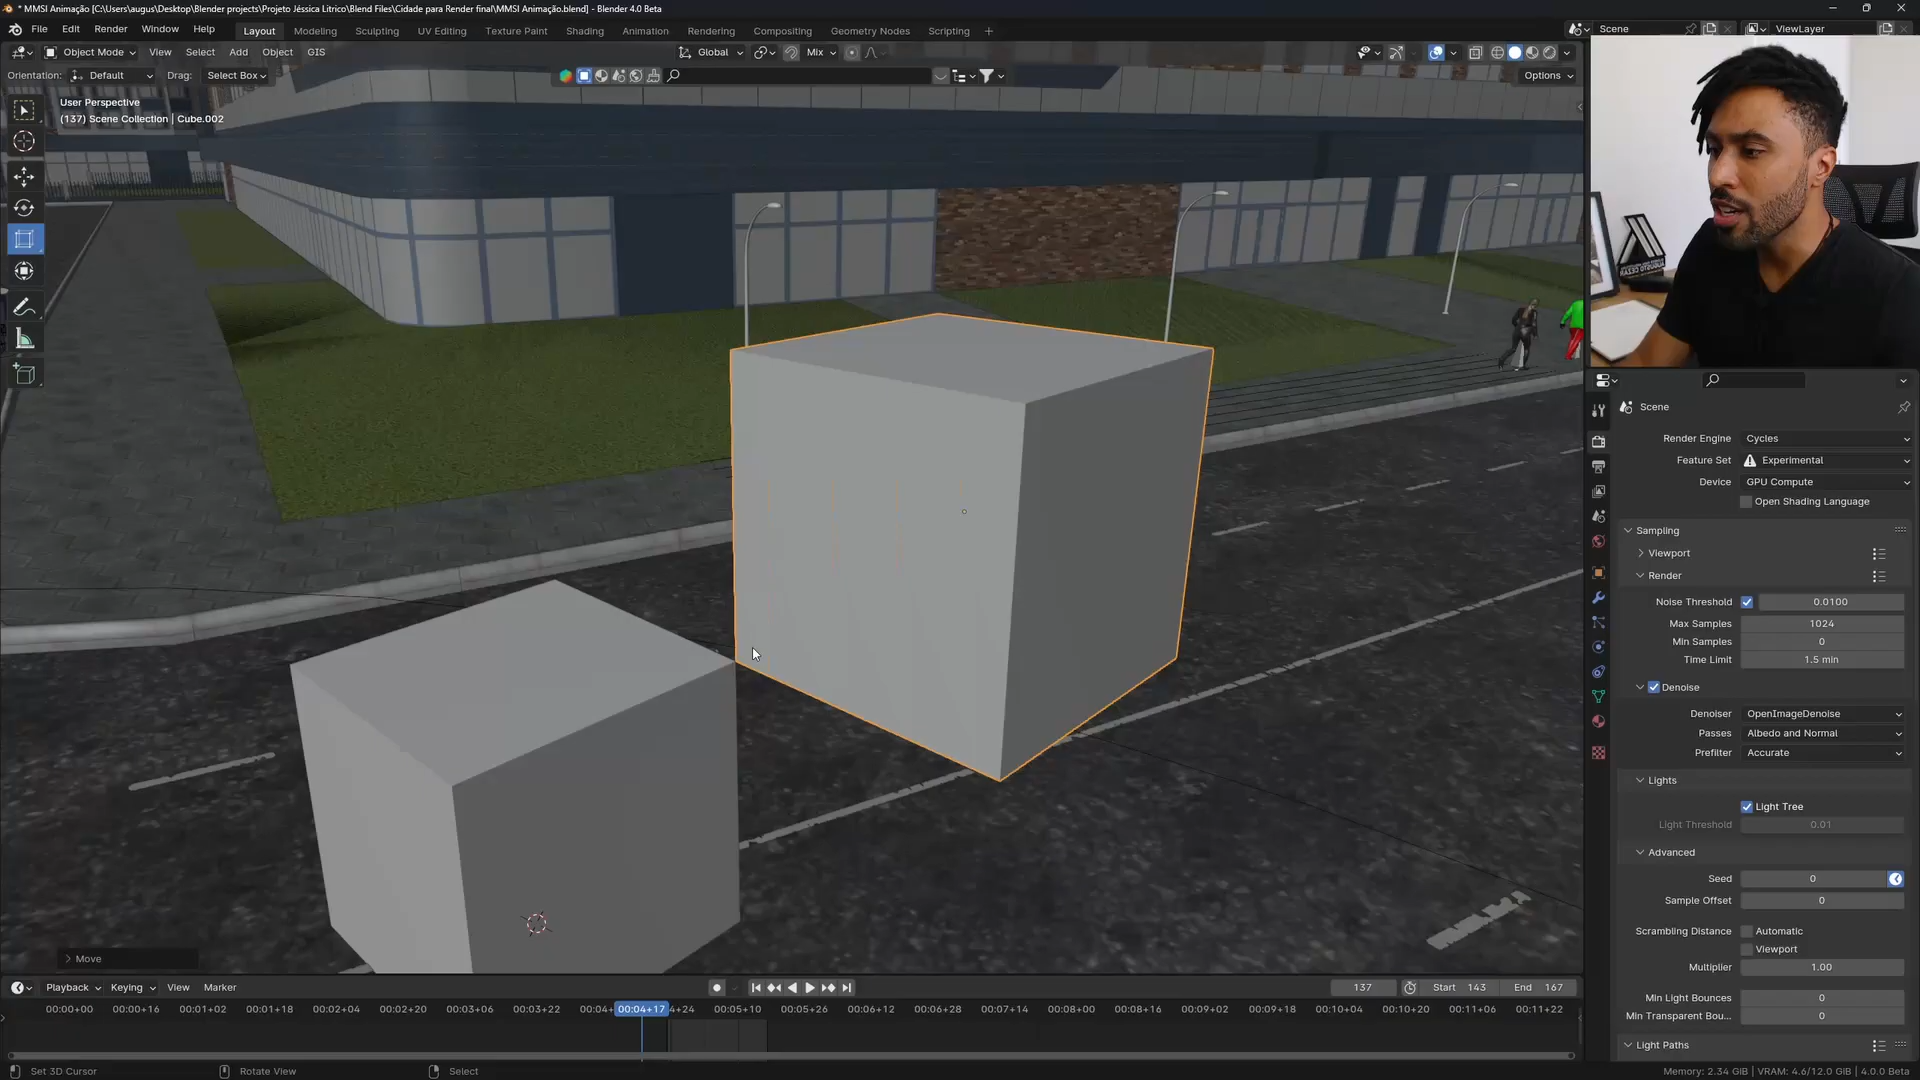 * MMSI Animação [C:\Users\augus\Desktop\Blender projects\Projeto Jéssica Litrico\Blend Files\Cidade para Render final\MMSI Animação.blend] - Blender 4.0 Beta
File Edit Render Window Help Layout Modeling Sculpting UV Editing Texture Paint Shading Animation Rendering Compositing Geometry Nodes Scripting Scene ViewLayer
Object Mode View Select Add Object GIS Global Mix
Orientation: Default Drag: Select Box Options
User Perspective
(137) Scene Collection | Cube.002
Scene
Render Engine Cycles
Feature Set Experimental
Device GPU Compute
Open Shading Language
Sampling
Viewport
Render
Noise Threshold 0.0100
Max Samples 1024
Min Samples 0
Time Limit 1.5 min
Denoise
Denoiser OpenImageDenoise
Passes Albedo and Normal
Prefilter Accurate
Lights
Light Tree
Light Threshold 0.01
Advanced
Seed 0
Sample Offset 0
Scrambling Distance Automatic
Viewport
Multiplier 1.00
Min Light Bounces 0
Min Transparent Bou... 0
Light Paths
Move
Playback Keying View Marker 137 Start 143 End 167
00:00+00 00:00+16 00:01+02 00:01+18 00:02+04 00:02+20 00:03+06 00:03+22 00:04+ 00:04+17 4+24 00:05+10 00:05+26 00:06+12 00:06+28 00:07+14 00:08+00 00:08+16 00:09+02 00:09+18 00:10+04 00:10+20 00:11+06 00:11+22
Set 3D Cursor Rotate View Select Memory: 2.34 GiB | VRAM: 4.6/12.0 GiB | 4.0.0 Beta